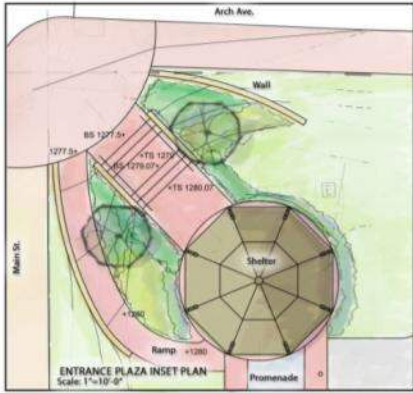 Arch Ave.
Wall
BS 1277.5+
1277.5+
+TS 1279
BS 1279.07+
+TS 1280.07
Main St.
Shelter
+1280
Ramp
+1280
ENTRANCE PLAZA INSET PLAN
Scale: 1"=10'-0"
Promenade